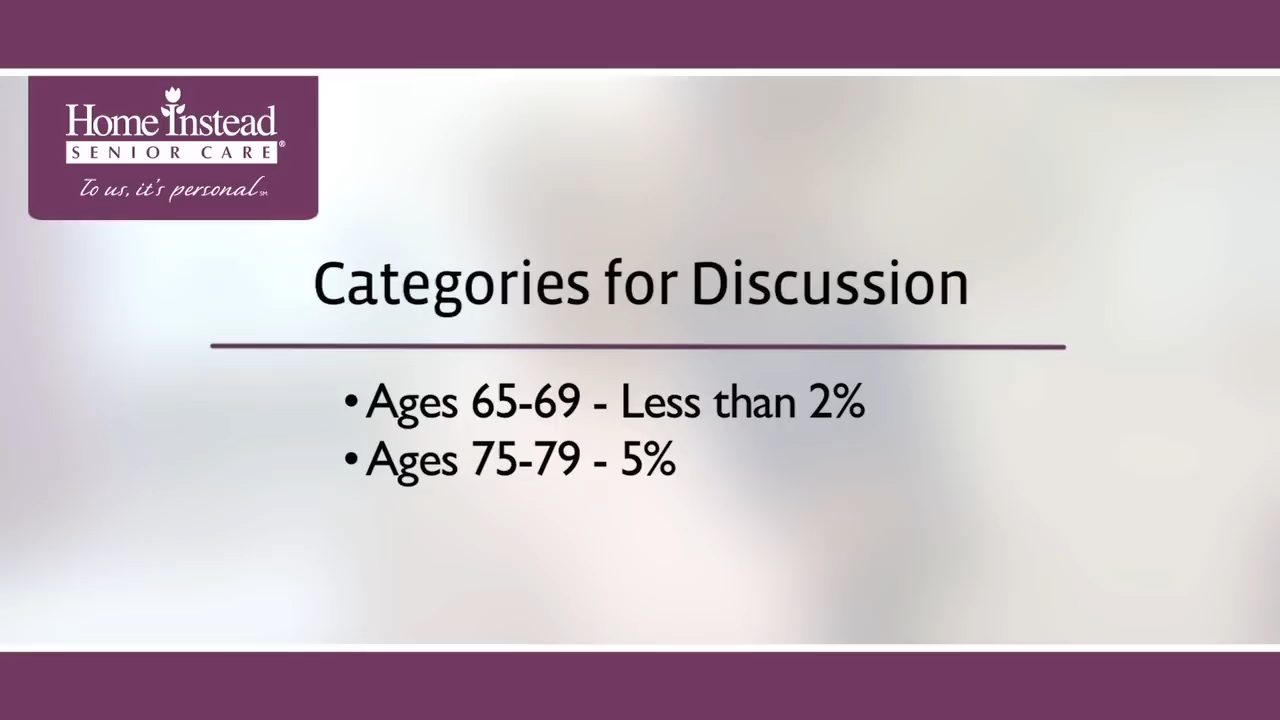 Home Instead
SENIOR CARE®
To us, it's personal℠
Categories for Discussion
• Ages 65-69 - Less than 2%
• Ages 75-79 - 5%